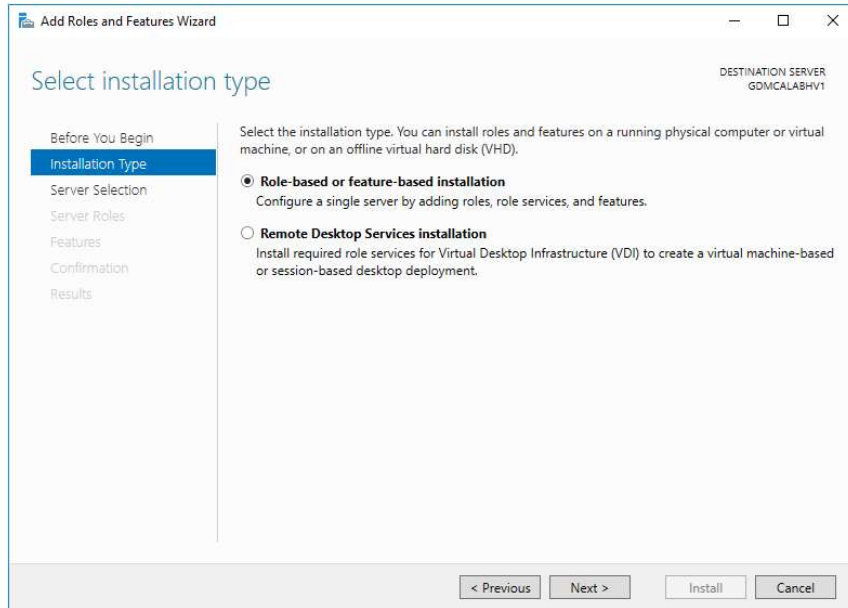 Add Roles and Features Wizard
Select installation type
DESTINATION SERVER
GDMCALABHV1
Before You Begin
Installation Type
Server Selection
Server Roles
Features
Confirmation
Results
Select the installation type. You can install roles and features on a running physical computer or virtual
machine, or on an offline virtual hard disk (VHD).
Role-based or feature-based installation
Configure a single server by adding roles, role services, and features.
Remote Desktop Services installation
Install required role services for Virtual Desktop Infrastructure (VDI) to create a virtual machine-based
or session-based desktop deployment.
< Previous
Next >
Install
Cancel